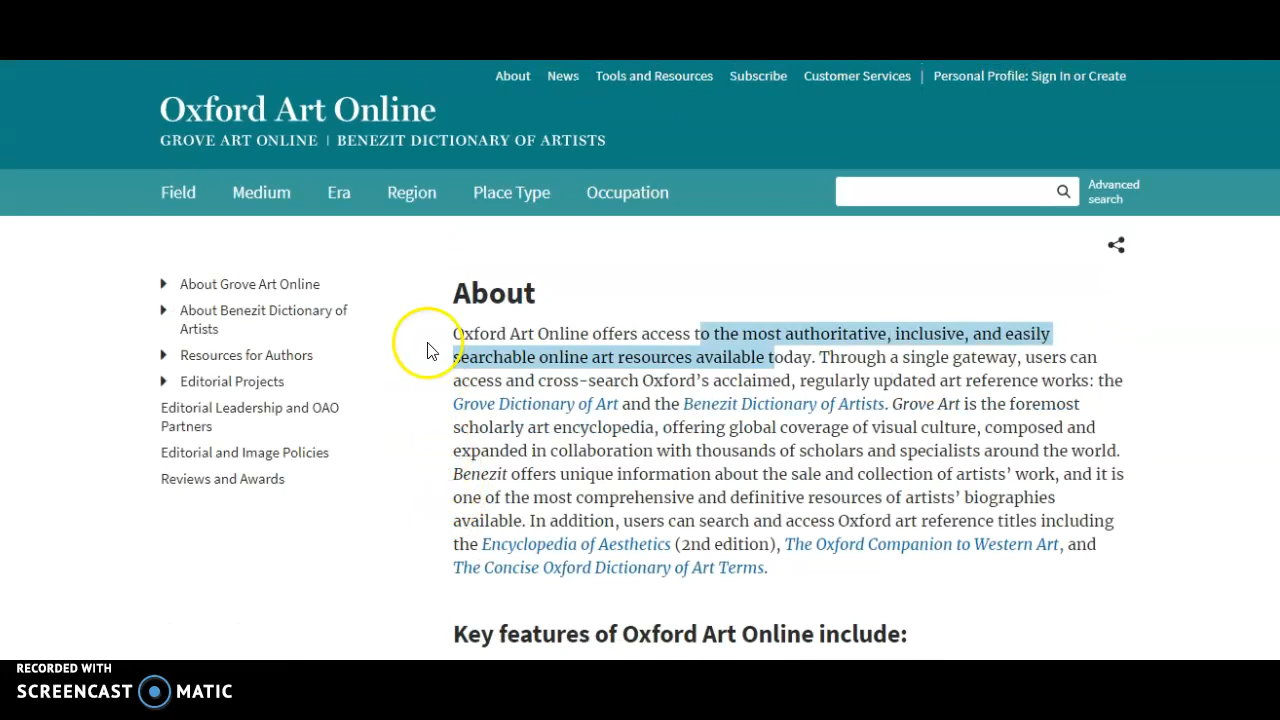 About News Tools and Resources Subscribe Customer Services | Personal Profile: Sign In or Create
Oxford Art Online
GROVE ART ONLINE | BENEZIT DICTIONARY OF ARTISTS
Field Medium Era Region Place Type Occupation
Advanced
search
About Grove Art Online
About Benezit Dictionary of
Artists
Resources for Authors
Editorial Projects
Editorial Leadership and OAO
Partners
Editorial and Image Policies
Reviews and Awards
About
Oxford Art Online offers access to the most authoritative, inclusive, and easily
searchable online art resources available today. Through a single gateway, users can
access and cross-search Oxford’s acclaimed, regularly updated art reference works: the
Grove Dictionary of Art and the Benezit Dictionary of Artists. Grove Art is the foremost
scholarly art encyclopedia, offering global coverage of visual culture, composed and
expanded in collaboration with thousands of scholars and specialists around the world.
Benezit offers unique information about the sale and collection of artists’ work, and it is
one of the most comprehensive and definitive resources of artists’ biographies
available. In addition, users can search and access Oxford art reference titles including
the Encyclopedia of Aesthetics (2nd edition), The Oxford Companion to Western Art, and
The Concise Oxford Dictionary of Art Terms.
Key features of Oxford Art Online include:
RECORDED WITH
SCREENCAST MATIC